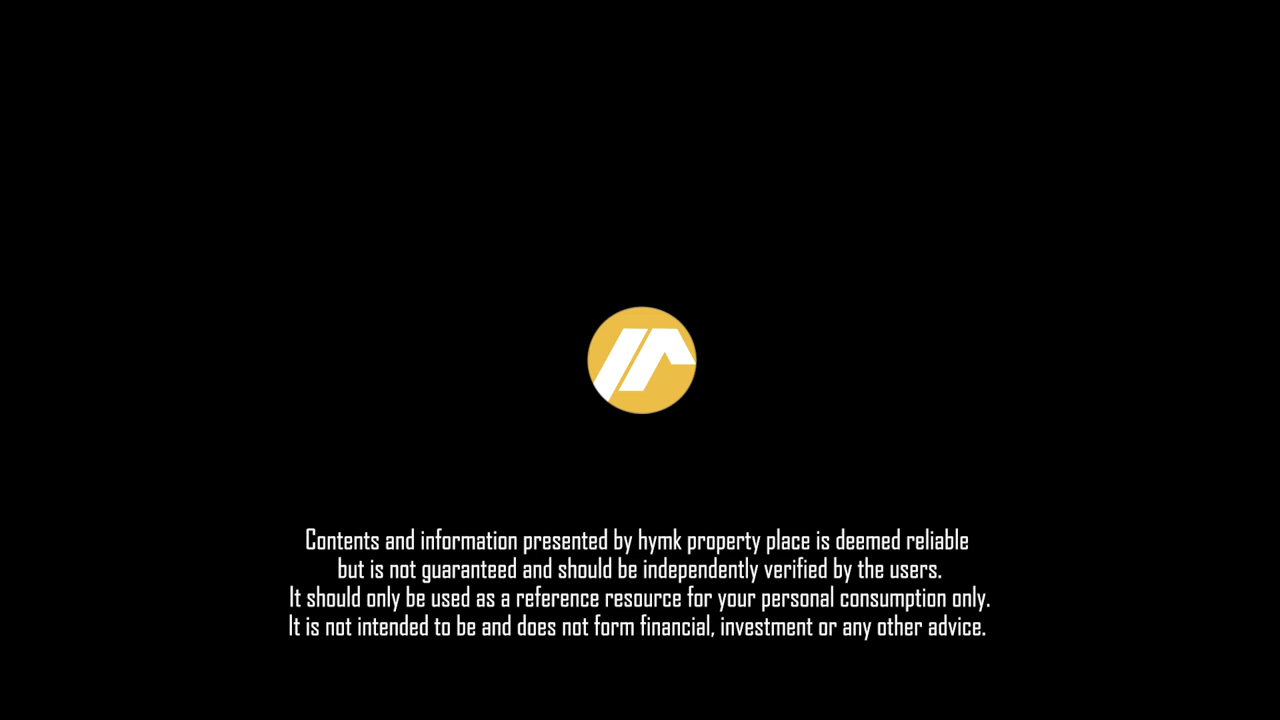 Contents and information presented by hymk property place is deemed reliable
but is not guaranteed and should be independently verified by the users.
It should only be used as a reference resource for your personal consumption only.
It is not intended to be and does not form financial, investment or any other advice.